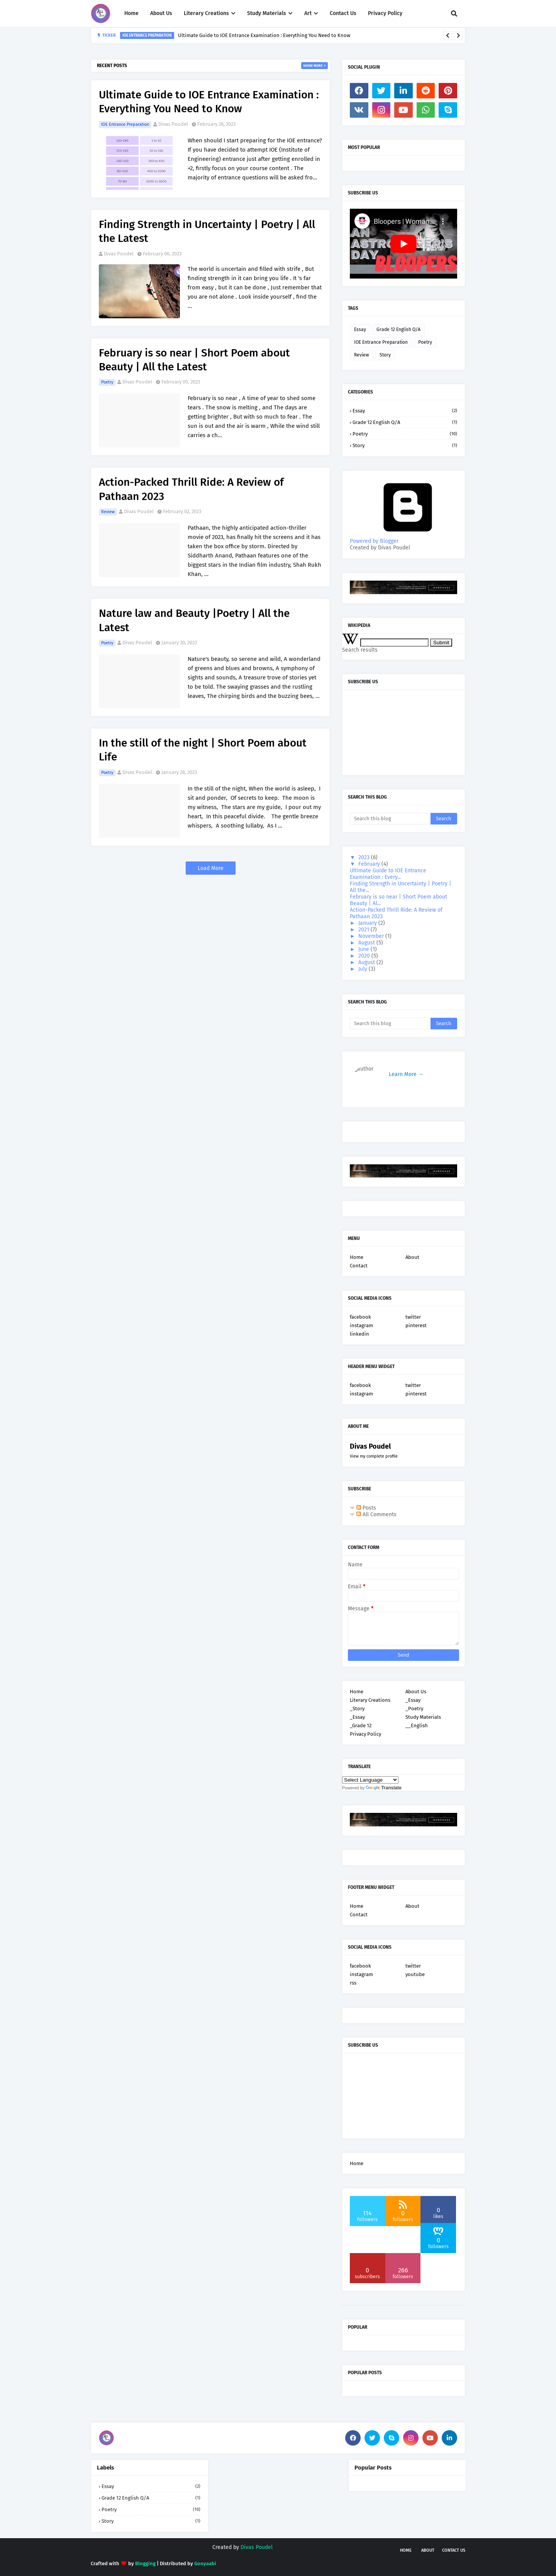 Home
About Us
Literary Creations
Study Materials
Art
Contact Us
Privacy Policy
TICKER
IOE ENTRANCE PREPARATION
Ultimate Guide to IOE Entrance Examination : Everything You Need to Know
RECENT POSTS
SHOW MORE
Ultimate Guide to IOE Entrance Examination :
Everything You Need to Know
IOE Entrance Preparation
Divas Poudel
February 28, 2023
When should I start preparing for the IOE entrance?
If you have decided to attempt IOE (Institute of
Engineering) entrance just after getting enrolled in
+2, forget focus on your course content. The
majority of entrance questions will be asked fro...
Finding Strength in Uncertainty | Poetry | All
the Latest
Divas Poudel
February 06, 2023
The world is uncertain and filled with strife , But
finding strength in it can bring you life . It 's far
from easy , but it can be done , Just remember that
you are not alone . Look inside yourself , find the
...
February is so near | Short Poem about
Beauty | All the Latest
Poetry
Divas Poudel
February 05, 2023
February is so near , A time of year to shed some
tears . The snow is melting , and The days are
getting brighter , But With so much to fear . The
sun is out and the air is warm , While the wind still
carries a ch...
Action-Packed Thrill Ride: A Review of
Pathaan 2023
Review
Divas Poudel
February 02, 2023
Pathaan, the highly anticipated action-thriller
movie of 2023, has finally hit the screens and it has
taken the box office by storm. Directed by
Siddharth Anand, Pathaan features one of the
biggest stars in the Indian film industry, Shah Rukh
Khan, ...
Nature law and Beauty |Poetry | All the
Latest
Poetry
Divas Poudel
January 30, 2023
Nature's beauty, so serene and wild, A wonderland
of greens and blues and browns, A symphony of
sights and sounds, A treasure trove of stories yet
to be told. The swaying grasses and the rustling
leaves, The chirping birds and the buzzing bees, ...
In the still of the night | Short Poem about
Life
Poetry
Divas Poudel
January 28, 2023
In the still of the night, When the world is asleep, I
sit and ponder, Of secrets to keep. The moon is
my witness, The stars are my guide, I pour out my
heart, In this peaceful divide. The gentle breeze
whispers, A soothing lullaby, As I ...
Load More
SOCIAL PLUGIN
MOST POPULAR
SUBSCRIBE US
Bloopers | Womanis...
AN
ASTRO
DAY
BLOOPERS
TAGS
Essay
Grade 12 English Q/A
IOE Entrance Preparation
Poetry
Review
Story
CATEGORIES
Essay (2)
Grade 12 English Q/A (1)
Poetry (10)
Story (1)
Powered by Blogger
Created by Divas Poudel
WIKIPEDIA
Submit
Search results
SUBSCRIBE US
SEARCH THIS BLOG
Search this blog
Search
▼ 2023 (6)
▼ February (4)
Ultimate Guide to IOE Entrance
Examination : Every...
Finding Strength in Uncertainty | Poetry |
All the...
February is so near | Short Poem about
Beauty | Al...
Action-Packed Thrill Ride: A Review of
Pathaan 2023
► January (2)
► 2021 (7)
► November (1)
► August (5)
► June (1)
► 2020 (5)
► August (2)
► July (3)
SEARCH THIS BLOG
Search this blog
Search
author
Learn More →
MENU
Home
About
Contact
SOCIAL MEDIA ICONS
facebook
twitter
instagram
pinterest
linkedin
HEADER MENU WIDGET
facebook
twitter
instagram
pinterest
ABOUT ME
Divas Poudel
View my complete profile
SUBSCRIBE
Posts
All Comments
CONTACT FORM
Name
Email *
Message *
Send
Home
About Us
Literary Creations
_Essay
_Story
_Poetry
_Essay
Study Materials
_Grade 12
__English
Privacy Policy
TRANSLATE
Select Language
Powered by Google Translate
FOOTER MENU WIDGET
Home
About
Contact
SOCIAL MEDIA ICONS
facebook
twitter
instagram
youtube
rss
SUBSCRIBE US
Home
114
followers
0
followers
0
likes
0
followers
0
subscribers
266
followers
POPULAR
POPULAR POSTS
Labels
Essay (2)
Grade 12 English Q/A (1)
Poetry (10)
Story (1)
Popular Posts
Created by Divas Poudel
HOME
ABOUT
CONTACT US
Crafted with ♥ by Blogging | Distributed by Gooyaabi